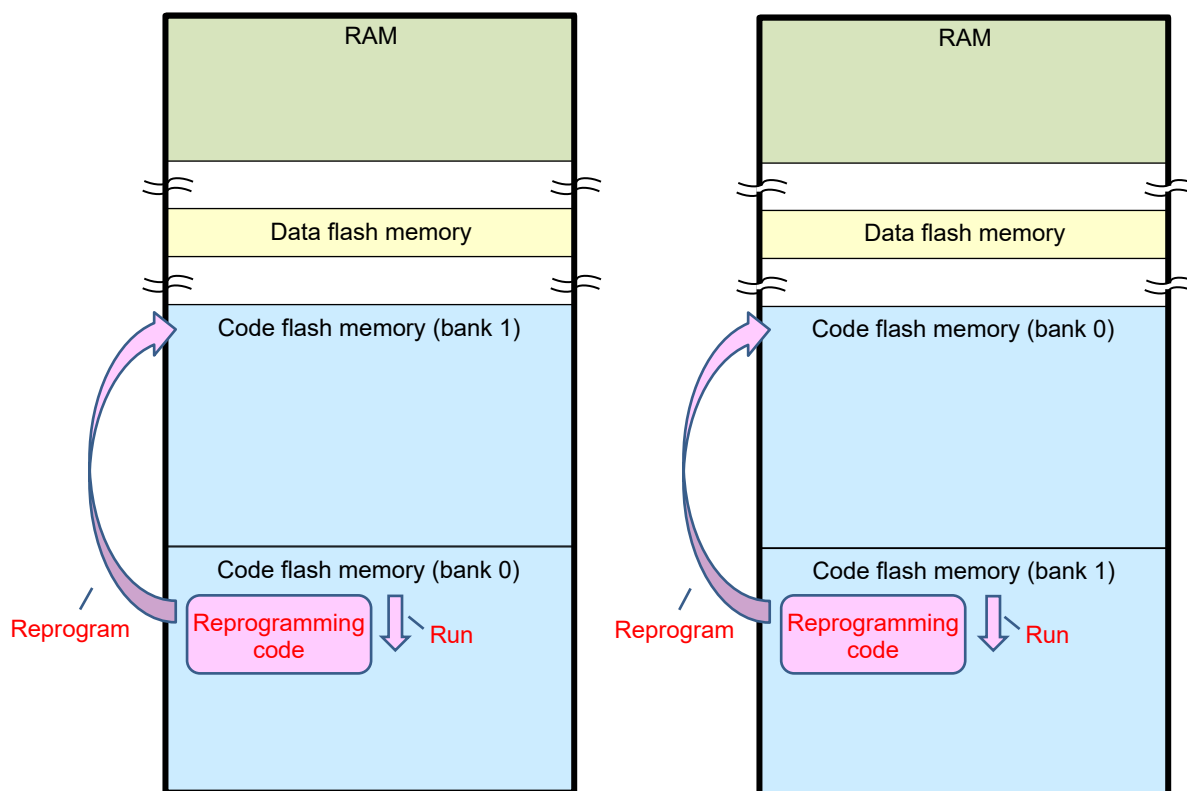 RAM
Data flash memory
Code flash memory (bank 1)
Code flash memory (bank 0)
Reprogram
Reprogramming
code
Run
RAM
Data flash memory
Code flash memory (bank 0)
Code flash memory (bank 1)
Reprogram
Reprogramming
code
Run